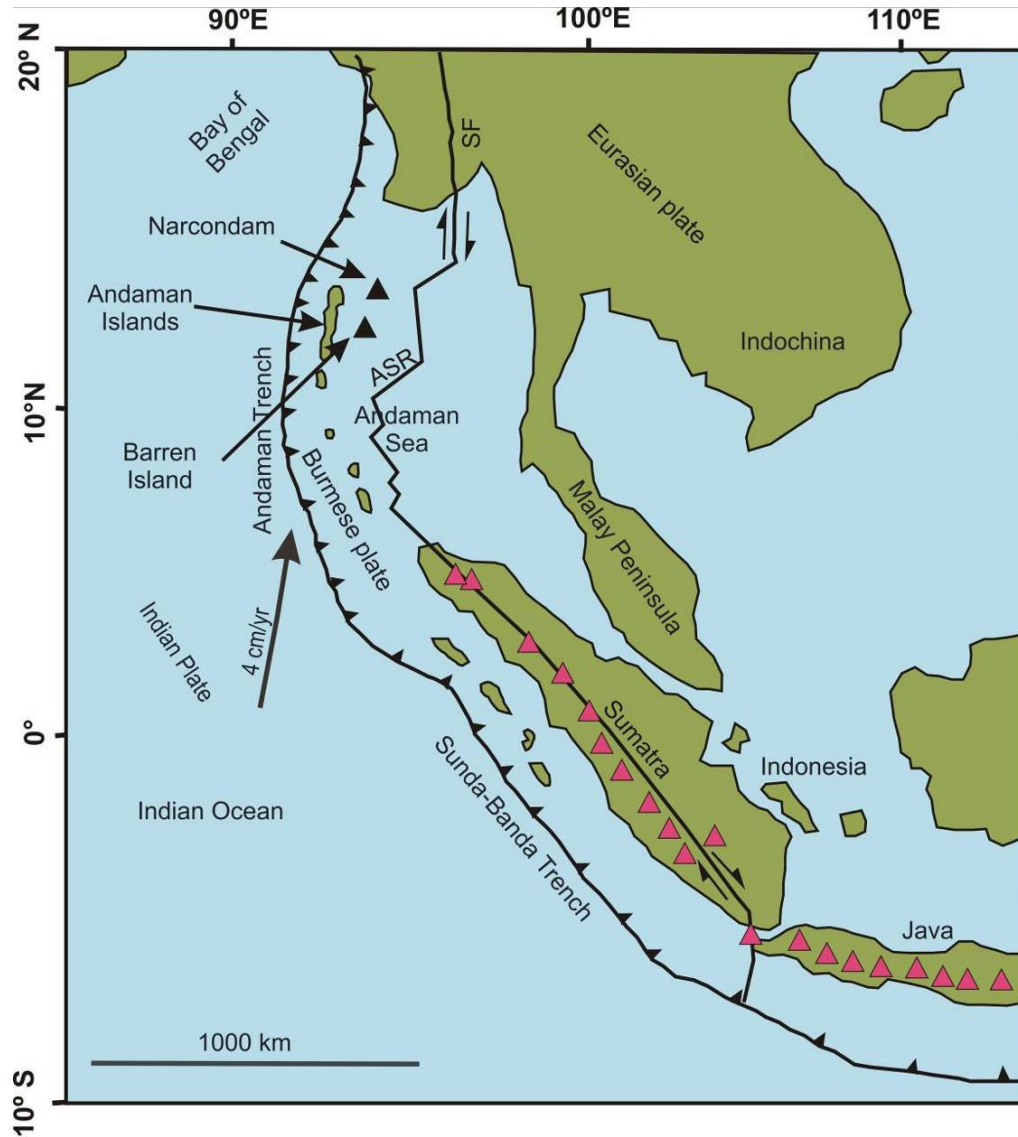 90ºE
100ºE
110ºE
20º N
Bay of
Bengal
SF
Eurasian plate
Narcondam
Andaman
Islands
Indochina
ASR
10ºN
Andaman
Sea
Andaman Trench
Barren
Island
Burmese plate
Malay Peninsula
Indian Plate
4 cm/yr
0º
Sumatra
Sunda-Banda Trench
Indonesia
Indian Ocean
Java
1000 km
10º S